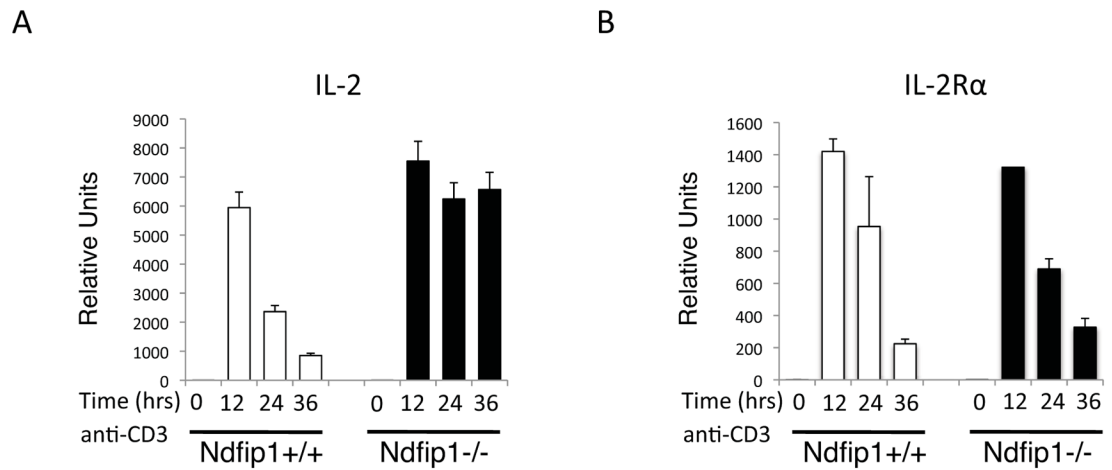 A
IL-2
Relative Units
9000
8000
7000
6000
5000
4000
3000
2000
1000
0
Time (hrs) 0 12 24 36 0 12 24 36
anti-CD3
Ndfip1+/+ Ndfip1-/-
B
IL-2Rα
Relative Units
1600
1400
1200
1000
800
600
400
200
0
Time (hrs) 0 12 24 36 0 12 24 36
anti-CD3
Ndfip1+/+ Ndfip1-/-